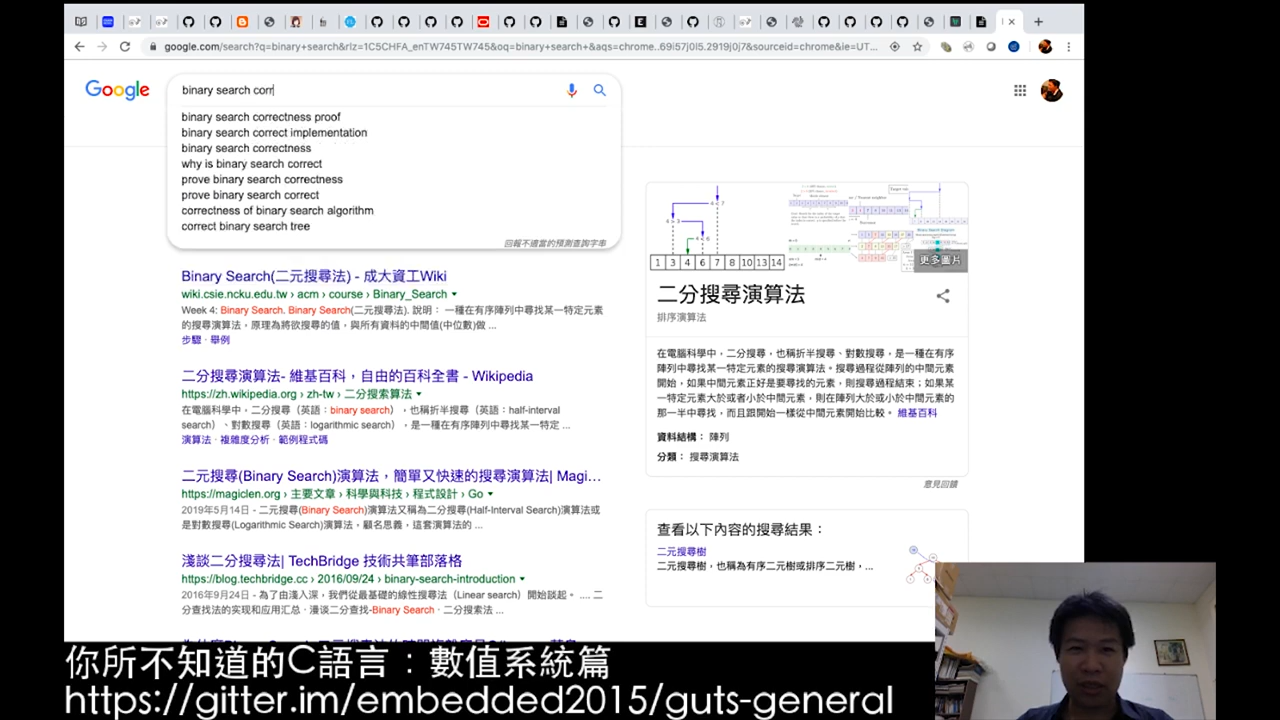 google.com/search?q=binary+search&rlz=1C5CHFA_enTW745TW745&oq=binary+search+&aqs=chrome..69i57j0l5.2919j0j7&sourceid=chrome&ie=UT...
Google
binary search corr
binary search correctness proof
binary search correct implementation
binary search correctness
why is binary search correct
prove binary search correctness
prove binary search correct
correctness of binary search algorithm
correct binary search tree
回報不適當的預測查詢字串
Binary Search(二元搜尋法) - 成大資工Wiki
wiki.csie.ncku.edu.tw › acm › course › Binary_Search
Week 4: Binary Search. Binary Search(二元搜尋法). 說明： 一種在有序陣列中尋找某一特定元素
的搜尋演算法，原理為將欲搜尋的值，與所有資料的中間值(中位數)做 ...
步驟 · 舉例
二分搜尋演算法- 維基百科，自由的百科全書 - Wikipedia
https://zh.wikipedia.org › zh-tw › 二分搜索算法
在電腦科學中，二分搜尋（英語：binary search），也稱折半搜尋（英語：half-interval
search）、對數搜尋（英語：logarithmic search），是一種在有序陣列中尋找某一特定 ...
演算法 · 複雜度分析 · 範例程式碼
二元搜尋(Binary Search)演算法，簡單又快速的搜尋演算法| Magi...
https://magiclen.org › 主要文章 › 科學與科技 › 程式設計 › Go
2019年5月14日 - 二元搜尋(Binary Search)演算法又稱為二分搜尋(Half-Interval Search)演算法或
是對數搜尋(Logarithmic Search)演算法，顧名思義，這套演算法的 ...
淺談二分搜尋法| TechBridge 技術共筆部落格
https://blog.techbridge.cc › 2016/09/24 › binary-search-introduction
2016年9月24日 - 為了由淺入深，我們從最基礎的線性搜尋法（Linear search）開始談起。 .... 二
分查找法的实现和应用汇总 · 漫谈二分查找-Binary Search · 二分搜索法 ...
1 3 4 6 7 8 10 13 14
更多圖片
二分搜尋演算法
排序演算法
在電腦科學中，二分搜尋，也稱折半搜尋、對數搜尋，是一種在有序
陣列中尋找某一特定元素的搜尋演算法。搜尋過程從陣列的中間元素
開始，如果中間元素正好是要尋找的元素，則搜尋過程結束；如果某
一特定元素大於或者小於中間元素，則在陣列大於或小於中間元素的
那一半中尋找，而且跟開始一樣從中間元素開始比較。 維基百科
資料結構： 陣列
分類： 搜尋演算法
意見回饋
查看以下內容的搜尋結果：
二元搜尋樹
二元搜尋樹，也稱為有序二元樹或排序二元樹，...
你所不知道的C語言：數值系統篇
https://gitter.im/embedded2015/guts-general